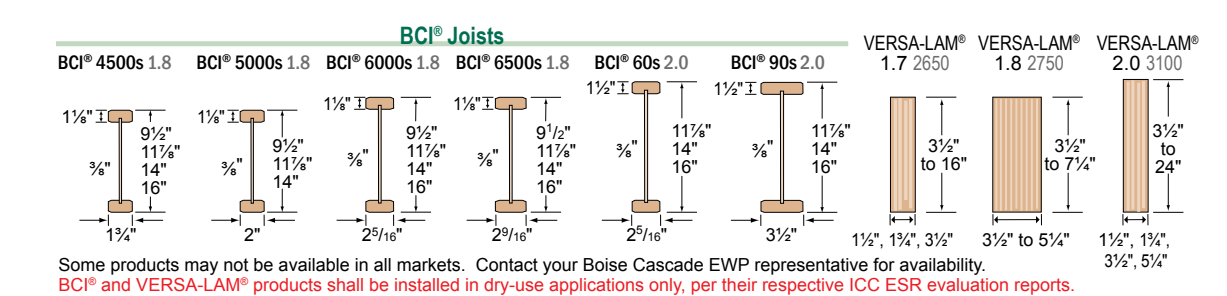 BCI® Joists
BCI® 4500s 1.8
1⅛"
⅜"
9½"
11⅞"
14"
16"
1¾"
BCI® 5000s 1.8
1⅛"
⅜"
9½"
11⅞"
14"
2"
BCI® 6000s 1.8
1⅛"
⅜"
9½"
11⅞"
14"
16"
2⁵/₁₆"
BCI® 6500s 1.8
1⅛"
⅜"
9¹/₂"
11⅞"
14"
16"
2⁹/₁₆"
BCI® 60s 2.0
1½"
⅜"
11⅞"
14"
16"
2⁵/₁₆"
BCI® 90s 2.0
1½"
⅜"
11⅞"
14"
16"
3½"
VERSA-LAM®
1.7 2650
3½"
to 16"
1½", 1¾", 3½"
VERSA-LAM®
1.8 2750
3½"
to 7¼"
3½" to 5¼"
VERSA-LAM®
2.0 3100
3½"
to
24"
1½", 1¾",
3½", 5¼"
Some products may not be available in all markets. Contact your Boise Cascade EWP representative for availability.
BCI® and VERSA-LAM® products shall be installed in dry-use applications only, per their respective ICC ESR evaluation reports.